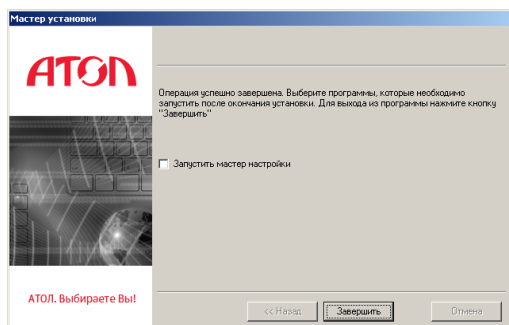 Мастер установки
АТОЛ
Операция успешно завершена. Выберите программы, которые необходимо
запустить после окончания установки. Для выхода из программы нажмите кнопку
"Завершить"
Запустить мастер настройки
АТОЛ. Выбираете Вы!
<< Назад
Завершить
Отмена